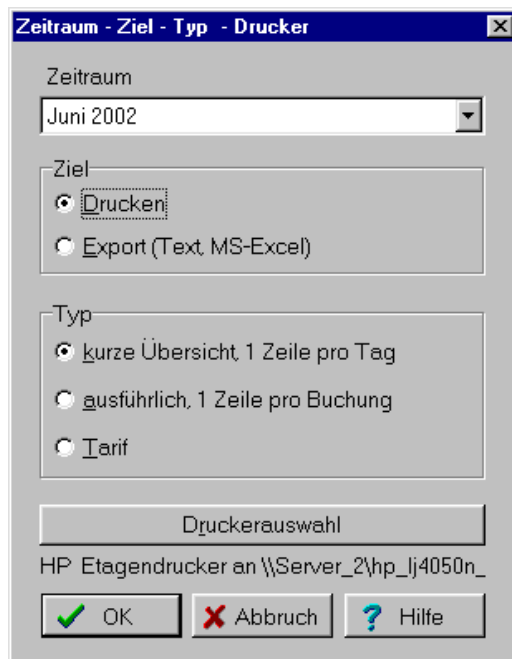 Zeitraum - Ziel - Typ - Drucker
Zeitraum
Juni 2002
Ziel
Drucken
Export (Text, MS-Excel)
Typ
kurze Übersicht, 1 Zeile pro Tag
ausführlich, 1 Zeile pro Buchung
Tarif
Druckerauswahl
HP Etagendrucker an \\Server_2\hp_lj4050n_
OK Abbruch Hilfe